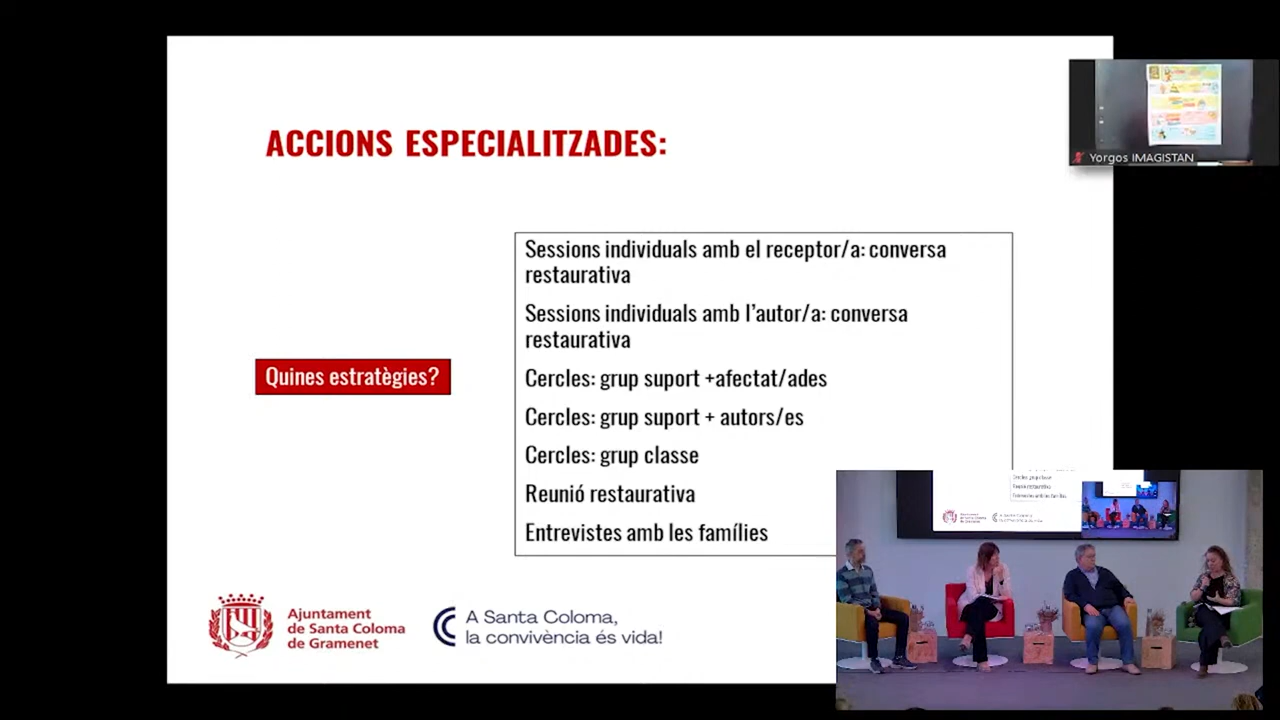 ACCIONS ESPECIALITZADES:
Yorgos IMAGISTAN
Sessions individuals amb el receptor/a: conversa
restaurativa
Sessions individuals amb l'autor/a: conversa
restaurativa
Quines estratègies?
Cercles: grup suport +afectat/ades
Cercles: grup suport + autors/es
Cercles: grup classe
Reunió restaurativa
Entrevistes amb les famílies
Ajuntament
de Santa Coloma
de Gramenet
A Santa Coloma,
la convivència és vida!